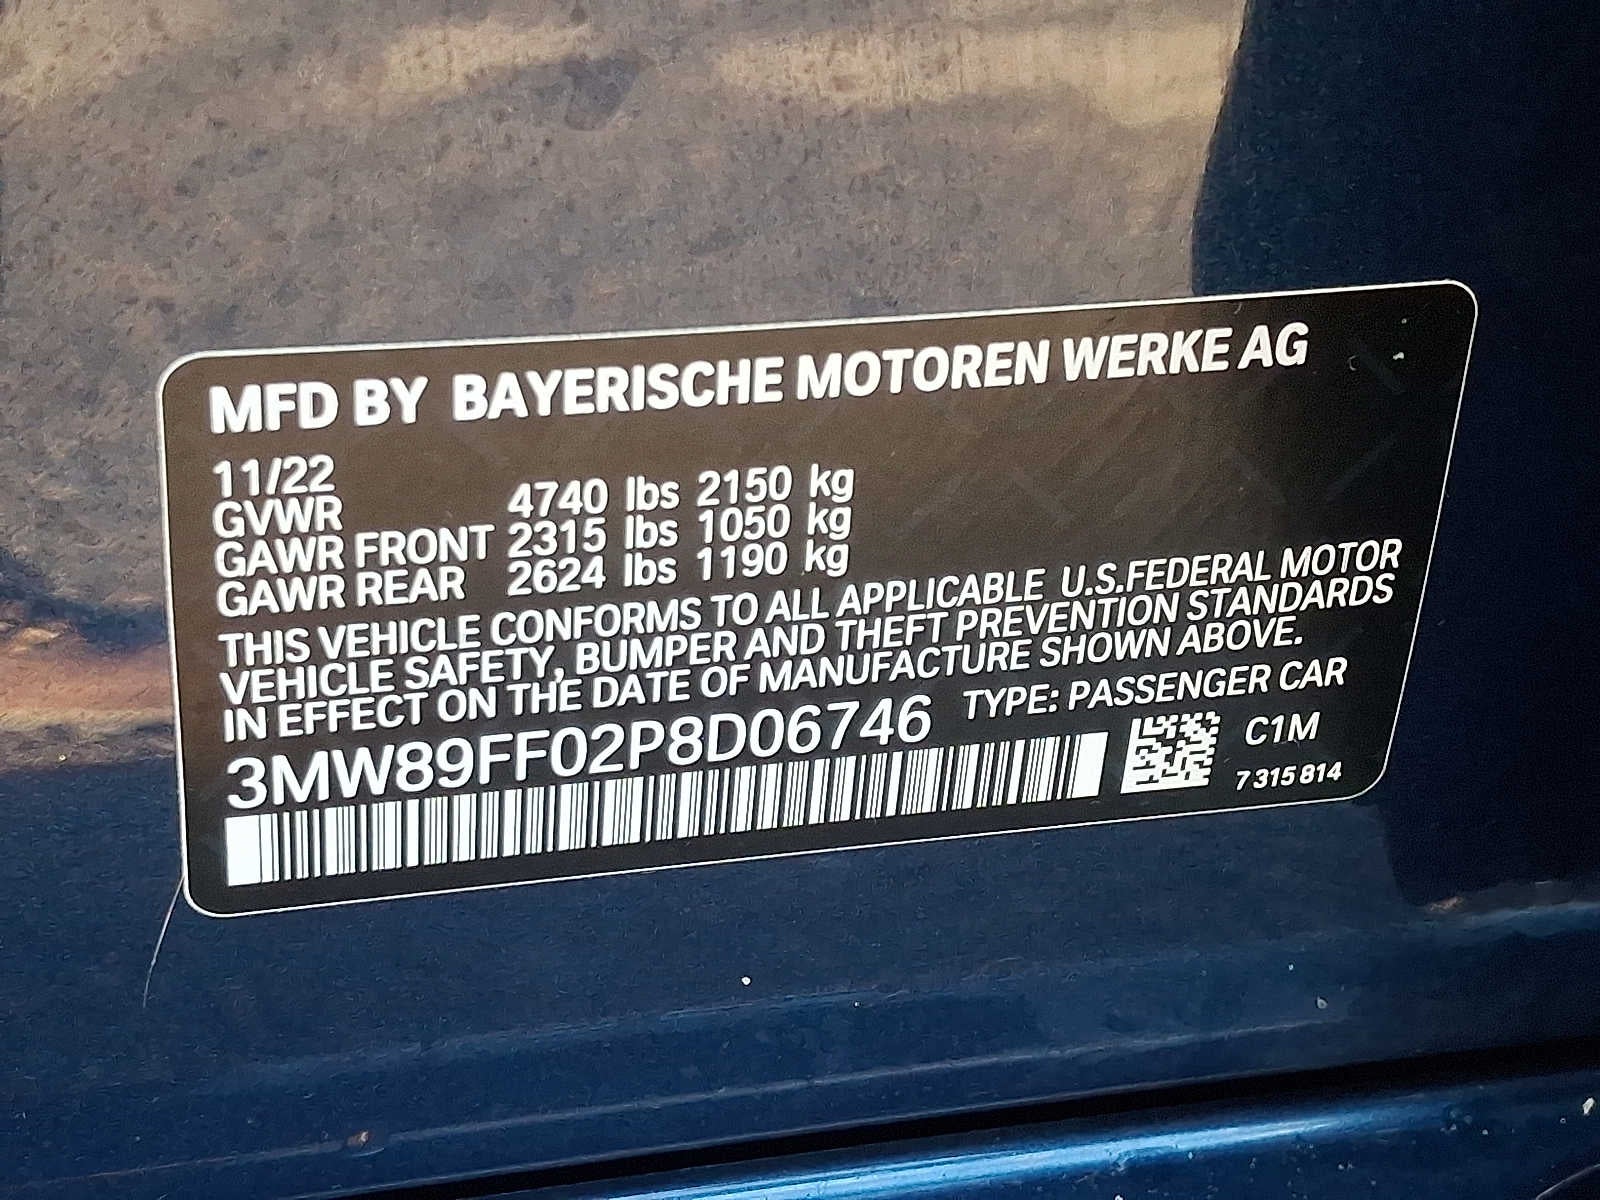 MFD BY BAYERISCHE MOTOREN WERKE AG
11/22
GVWR 4740 lbs 2150 kg
GAWR FRONT 2315 lbs 1050 kg
GAWR REAR 2624 lbs 1190 kg
THIS VEHICLE CONFORMS TO ALL APPLICABLE U.S.FEDERAL MOTOR
VEHICLE SAFETY, BUMPER AND THEFT PREVENTION STANDARDS
IN EFFECT ON THE DATE OF MANUFACTURE SHOWN ABOVE.
3MW89FF02P8D06746 TYPE: PASSENGER CAR
C1M
7 315 814